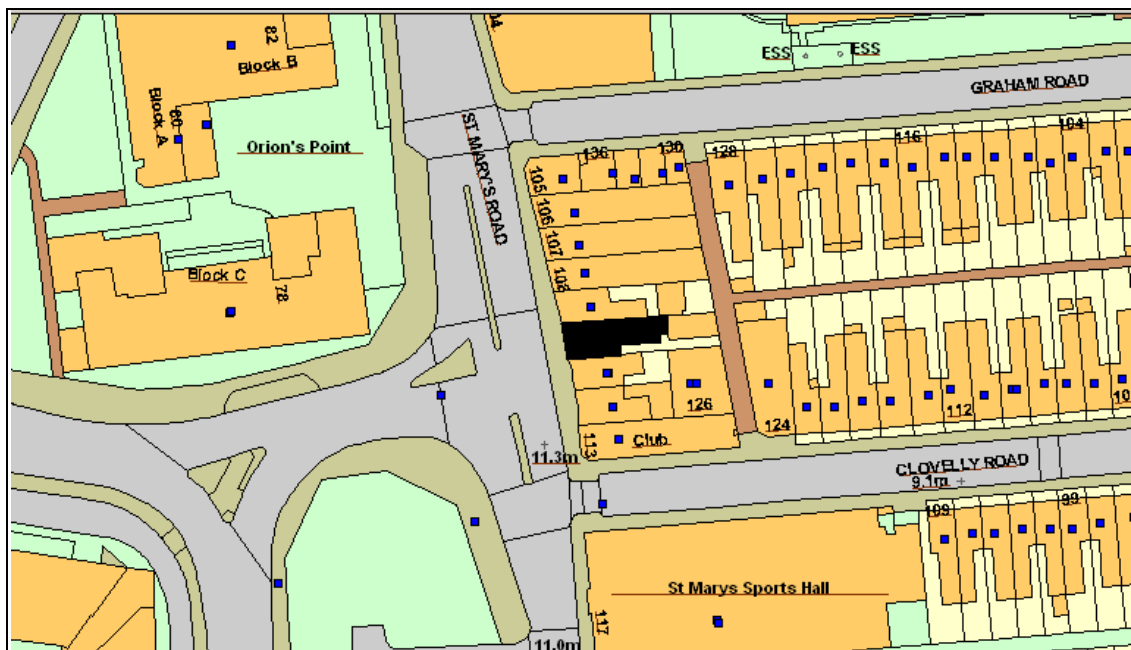 82
04
ESS
ESS
Block B
GRAHAM ROAD
60
Block A
Orion's Point
ST MARY'S ROAD
136
130
128
116
104
105
106
107
108
Block C
78
126
124
112
10
113
Club
11.3m
CLOVELLY ROAD
9.1m
109
99
St Marys Sports Hall
117
11.0m